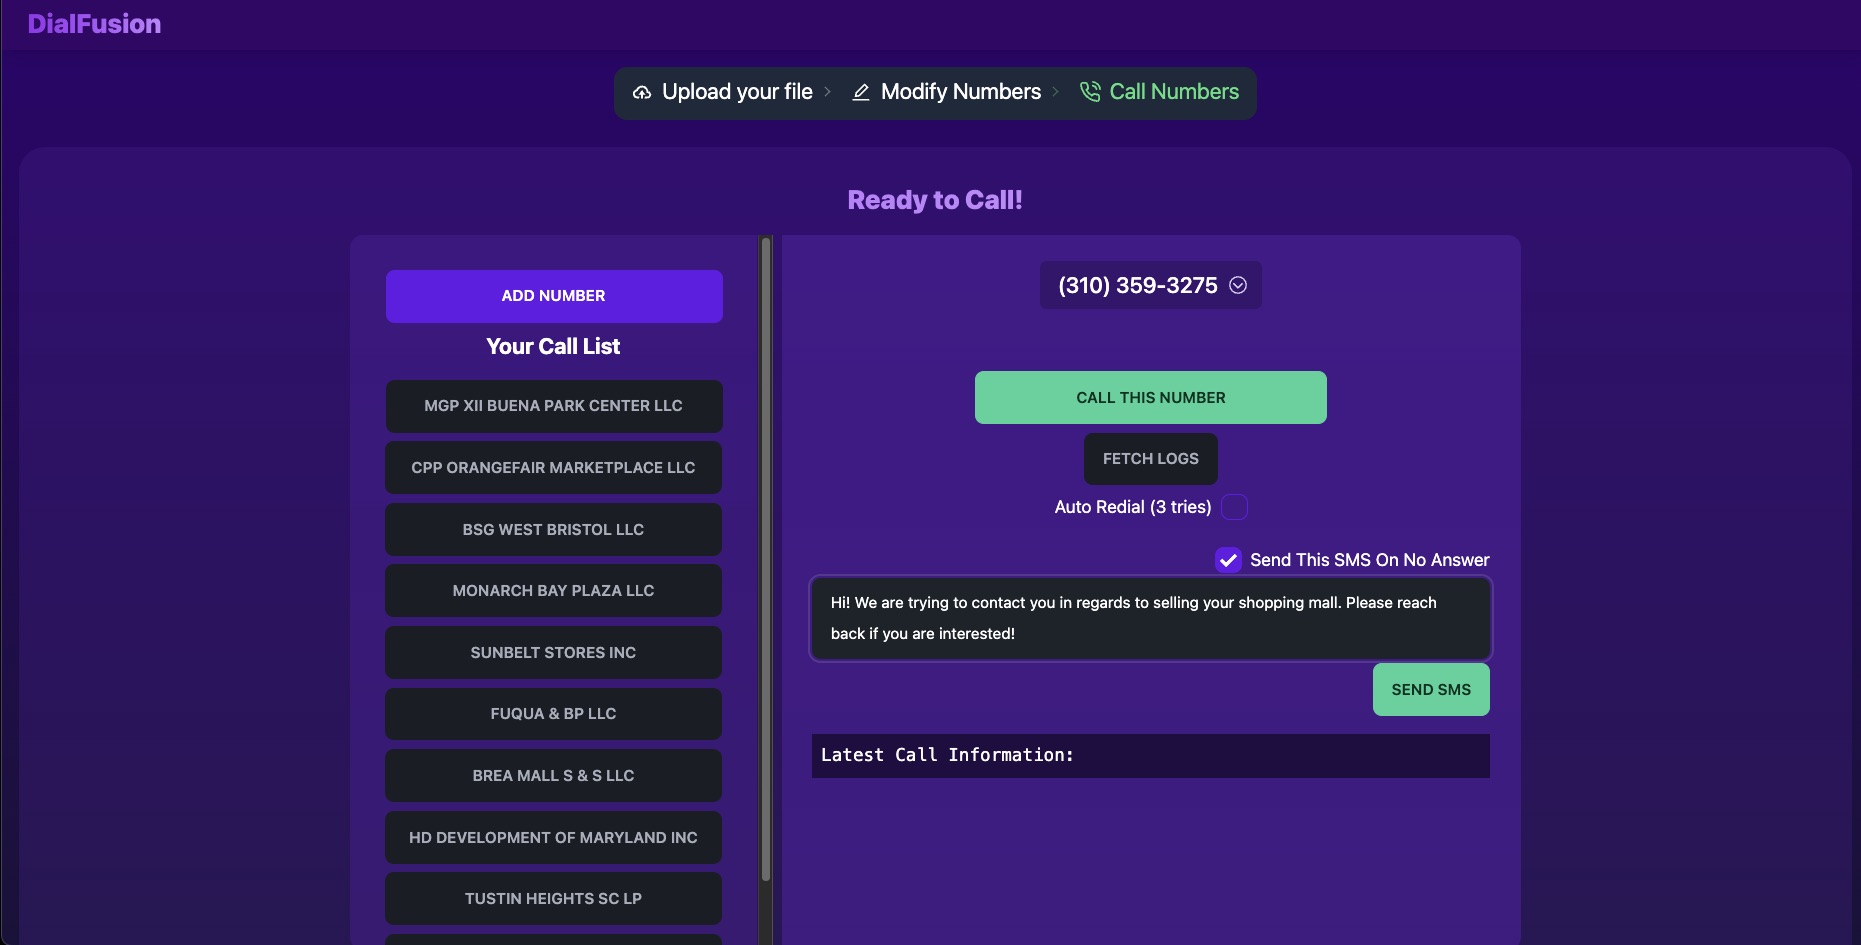 DialFusion
Upload your file
Modify Numbers
Call Numbers
Ready to Call!
ADD NUMBER
Your Call List
MGP XII BUENA PARK CENTER LLC
CPP ORANGEFAIR MARKETPLACE LLC
BSG WEST BRISTOL LLC
MONARCH BAY PLAZA LLC
SUNBELT STORES INC
FUQUA & BP LLC
BREA MALL S & S LLC
HD DEVELOPMENT OF MARYLAND INC
TUSTIN HEIGHTS SC LP
(310) 359-3275
CALL THIS NUMBER
FETCH LOGS
Auto Redial (3 tries)
Send This SMS On No Answer
Hi! We are trying to contact you in regards to selling your shopping mall. Please reach
back if you are interested!
SEND SMS
Latest Call Information: